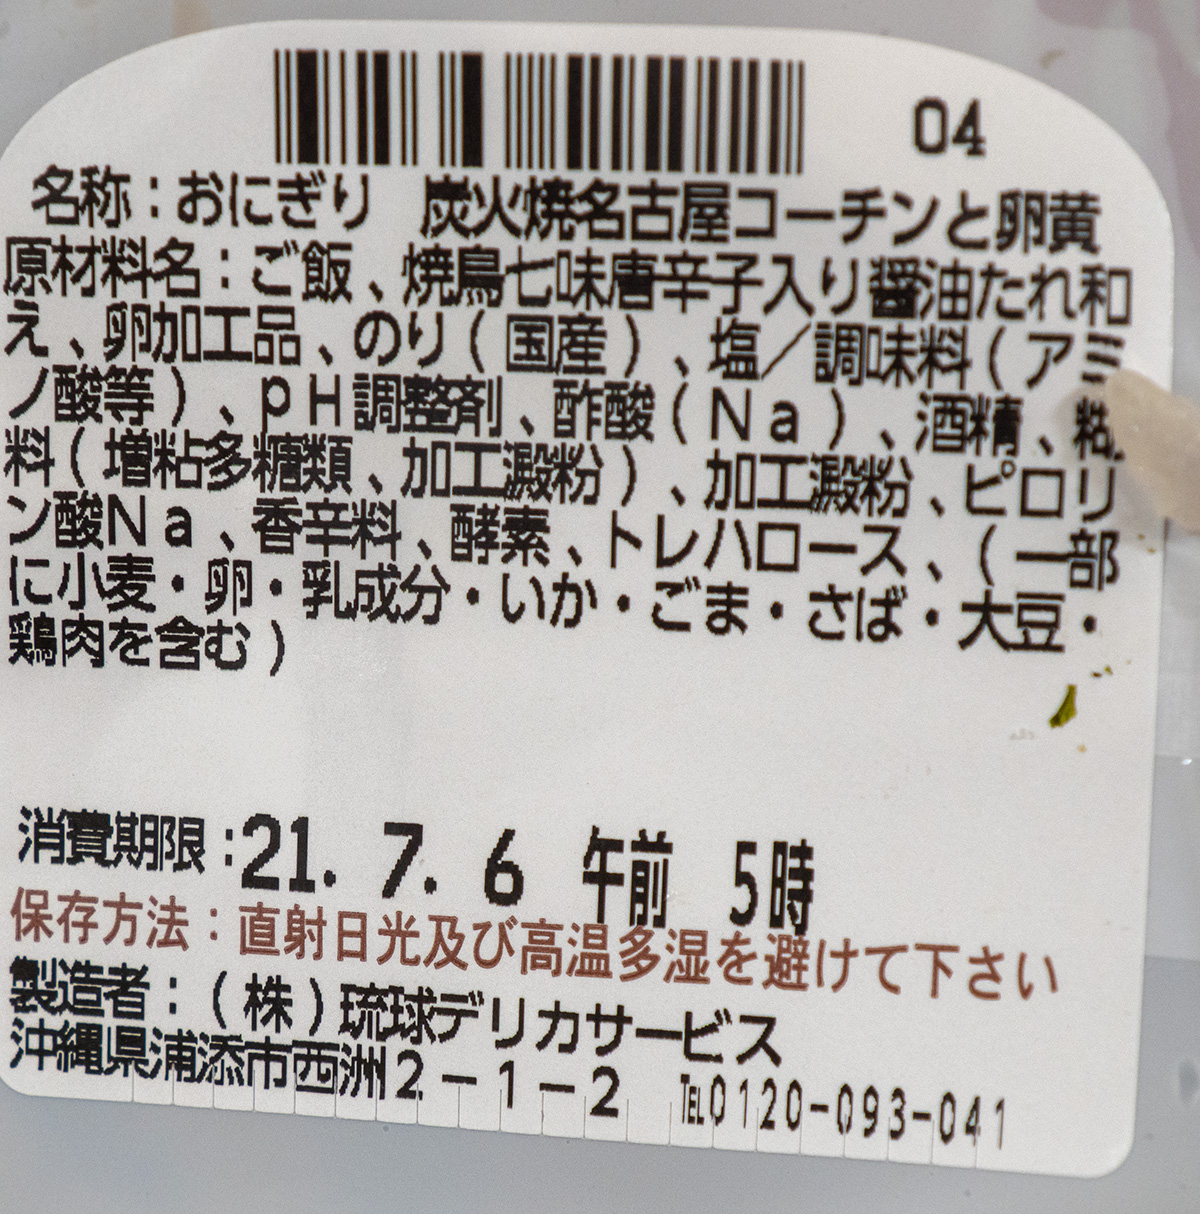 04
名称：おにぎり　炭火焼名古屋コーチンと卵黄
原材料名：ご飯、焼鳥七味唐辛子入り醤油たれ和
え、卵加工品、のり(国産)、塩／調味料(アミ
ノ酸等)、pH調整剤、酢酸(Na)、酒精、糊
料(増粘多糖類、加工澱粉)、加工澱粉、ピロリ
ン酸Na、香辛料、酵素、トレハロース、(一部
に小麦・卵・乳成分・いか・ごま・さば・大豆・
鶏肉を含む)
消費期限:21. 7. 6 午前 5時
保存方法：直射日光及び高温多湿を避けて下さい
製造者：(株)琉球デリカサービス
沖縄県浦添市西洲2－1－2 ℡0120-093-041